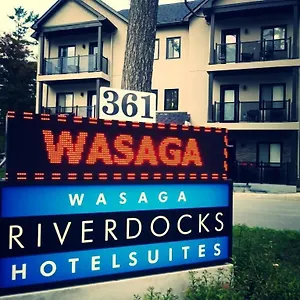 361
WASAGA
WASAGA
RIVERDOCKS
HOTELSUITES